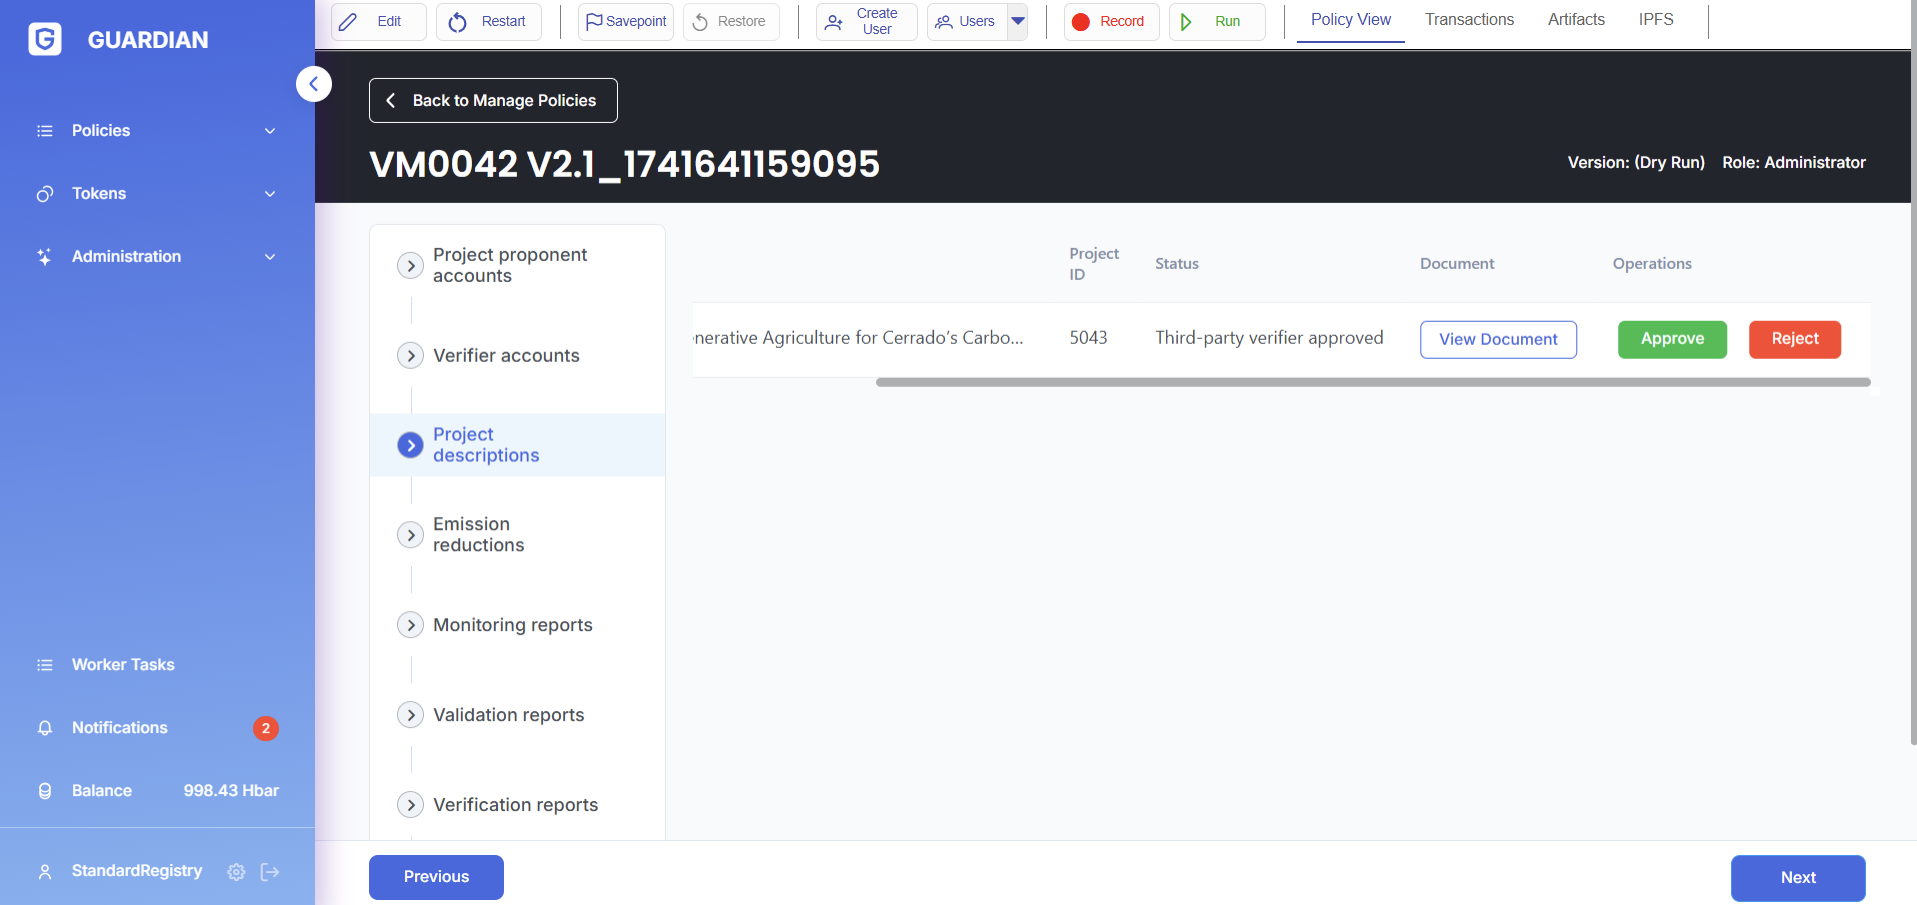 GUARDIAN
Policies
Tokens
Administration
Worker Tasks
Notifications 2
Balance 998.43 Hbar
StandardRegistry
Edit Restart Savepoint Restore Create User Users Record Run Policy View Transactions Artifacts IPFS
Back to Manage Policies
VM0042 V2.1_1741641159095
Version: (Dry Run) Role: Administrator
Project proponent
accounts
Verifier accounts
Project
descriptions
Emission
reductions
Monitoring reports
Validation reports
Verification reports
Project
ID
Status Document Operations
nerative Agriculture for Cerrado’s Carbo... 5043 Third-party verifier approved View Document Approve Reject
Previous Next